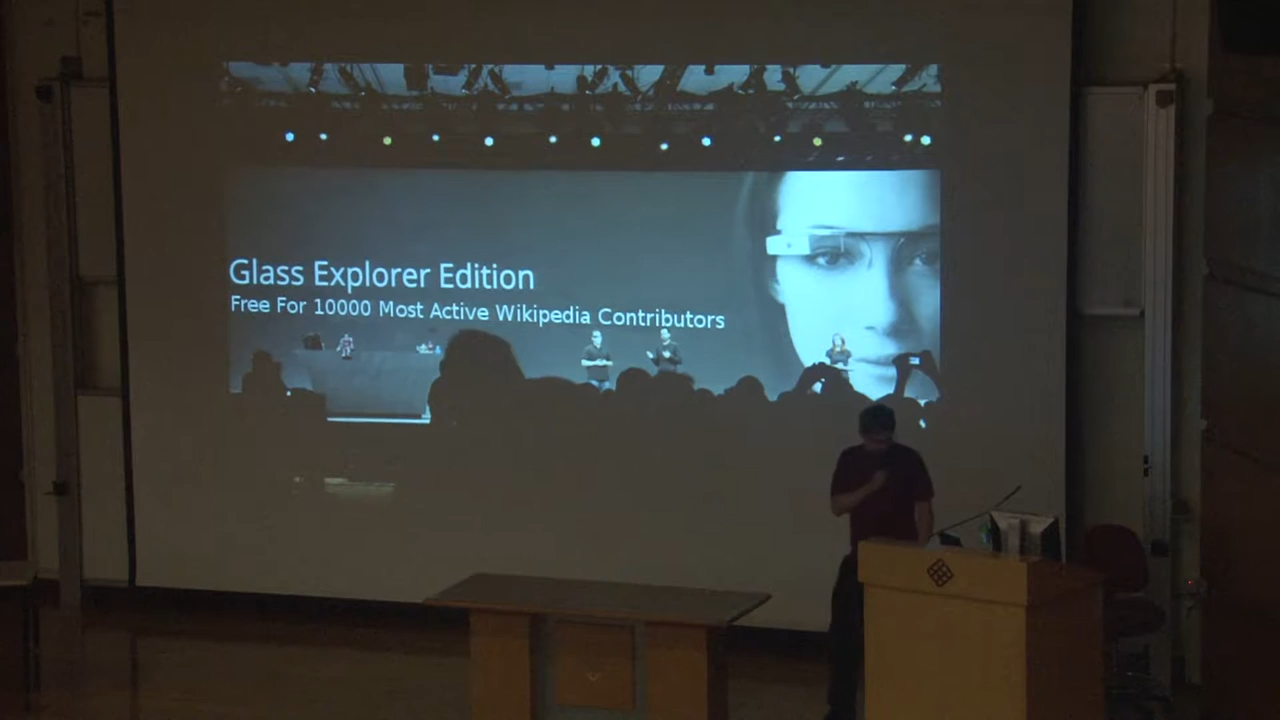 Glass Explorer Edition
Free For 10000 Most Active Wikipedia Contributors